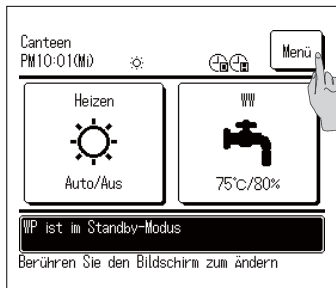 Canteen
PM10:01(Mi)
Menü
Heizen
Auto/Aus
WW
75°C/80%
WP ist im Standby-Modus
Berühren Sie den Bildschirm zum Ändern